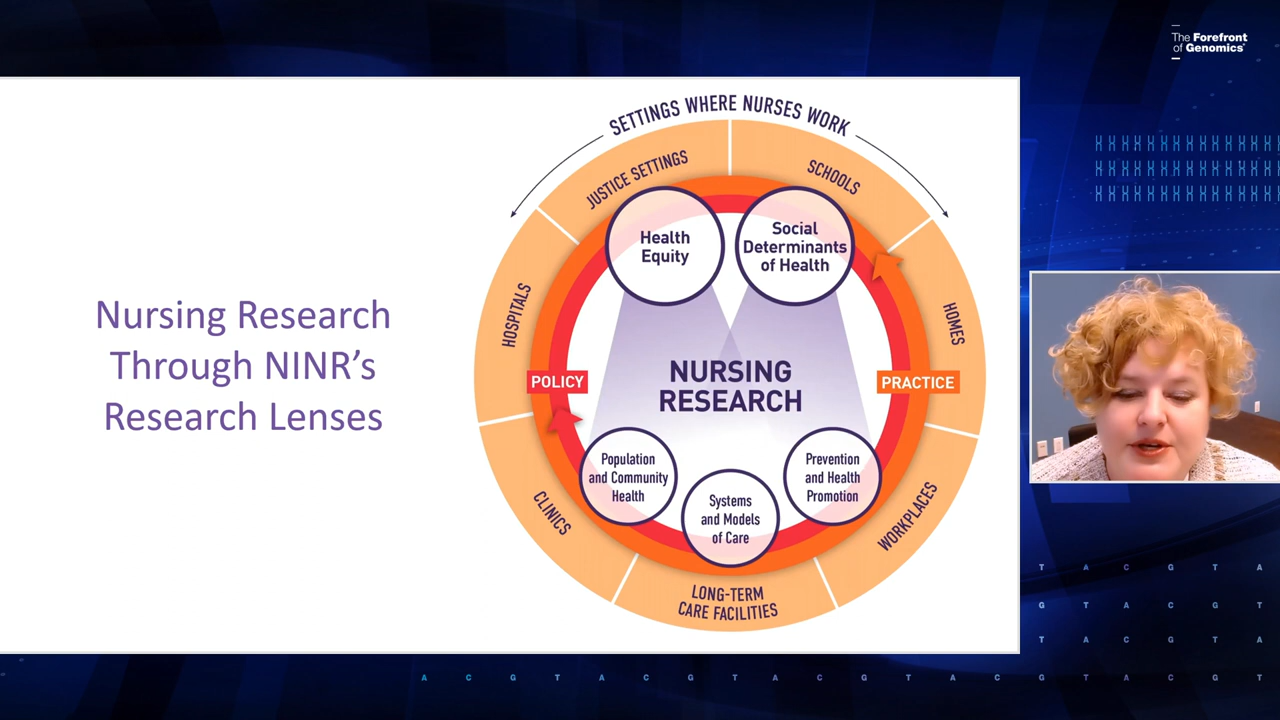 The Forefront
of Genomics®
Nursing Research
Through NINR’s
Research Lenses
SETTINGS WHERE NURSES WORK
JUSTICE SETTINGS
SCHOOLS
HOSPITALS
HOMES
CLINICS
WORKPLACES
LONG-TERM
CARE FACILITIES
Health
Equity
Social
Determinants
of Health
POLICY
PRACTICE
NURSING
RESEARCH
Population
and Community
Health
Systems
and Models
of Care
Prevention
and Health
Promotion
T A C G T A
G T A C G T
T A C G T A
A C G T A C G T A C G T A C G T A C G T